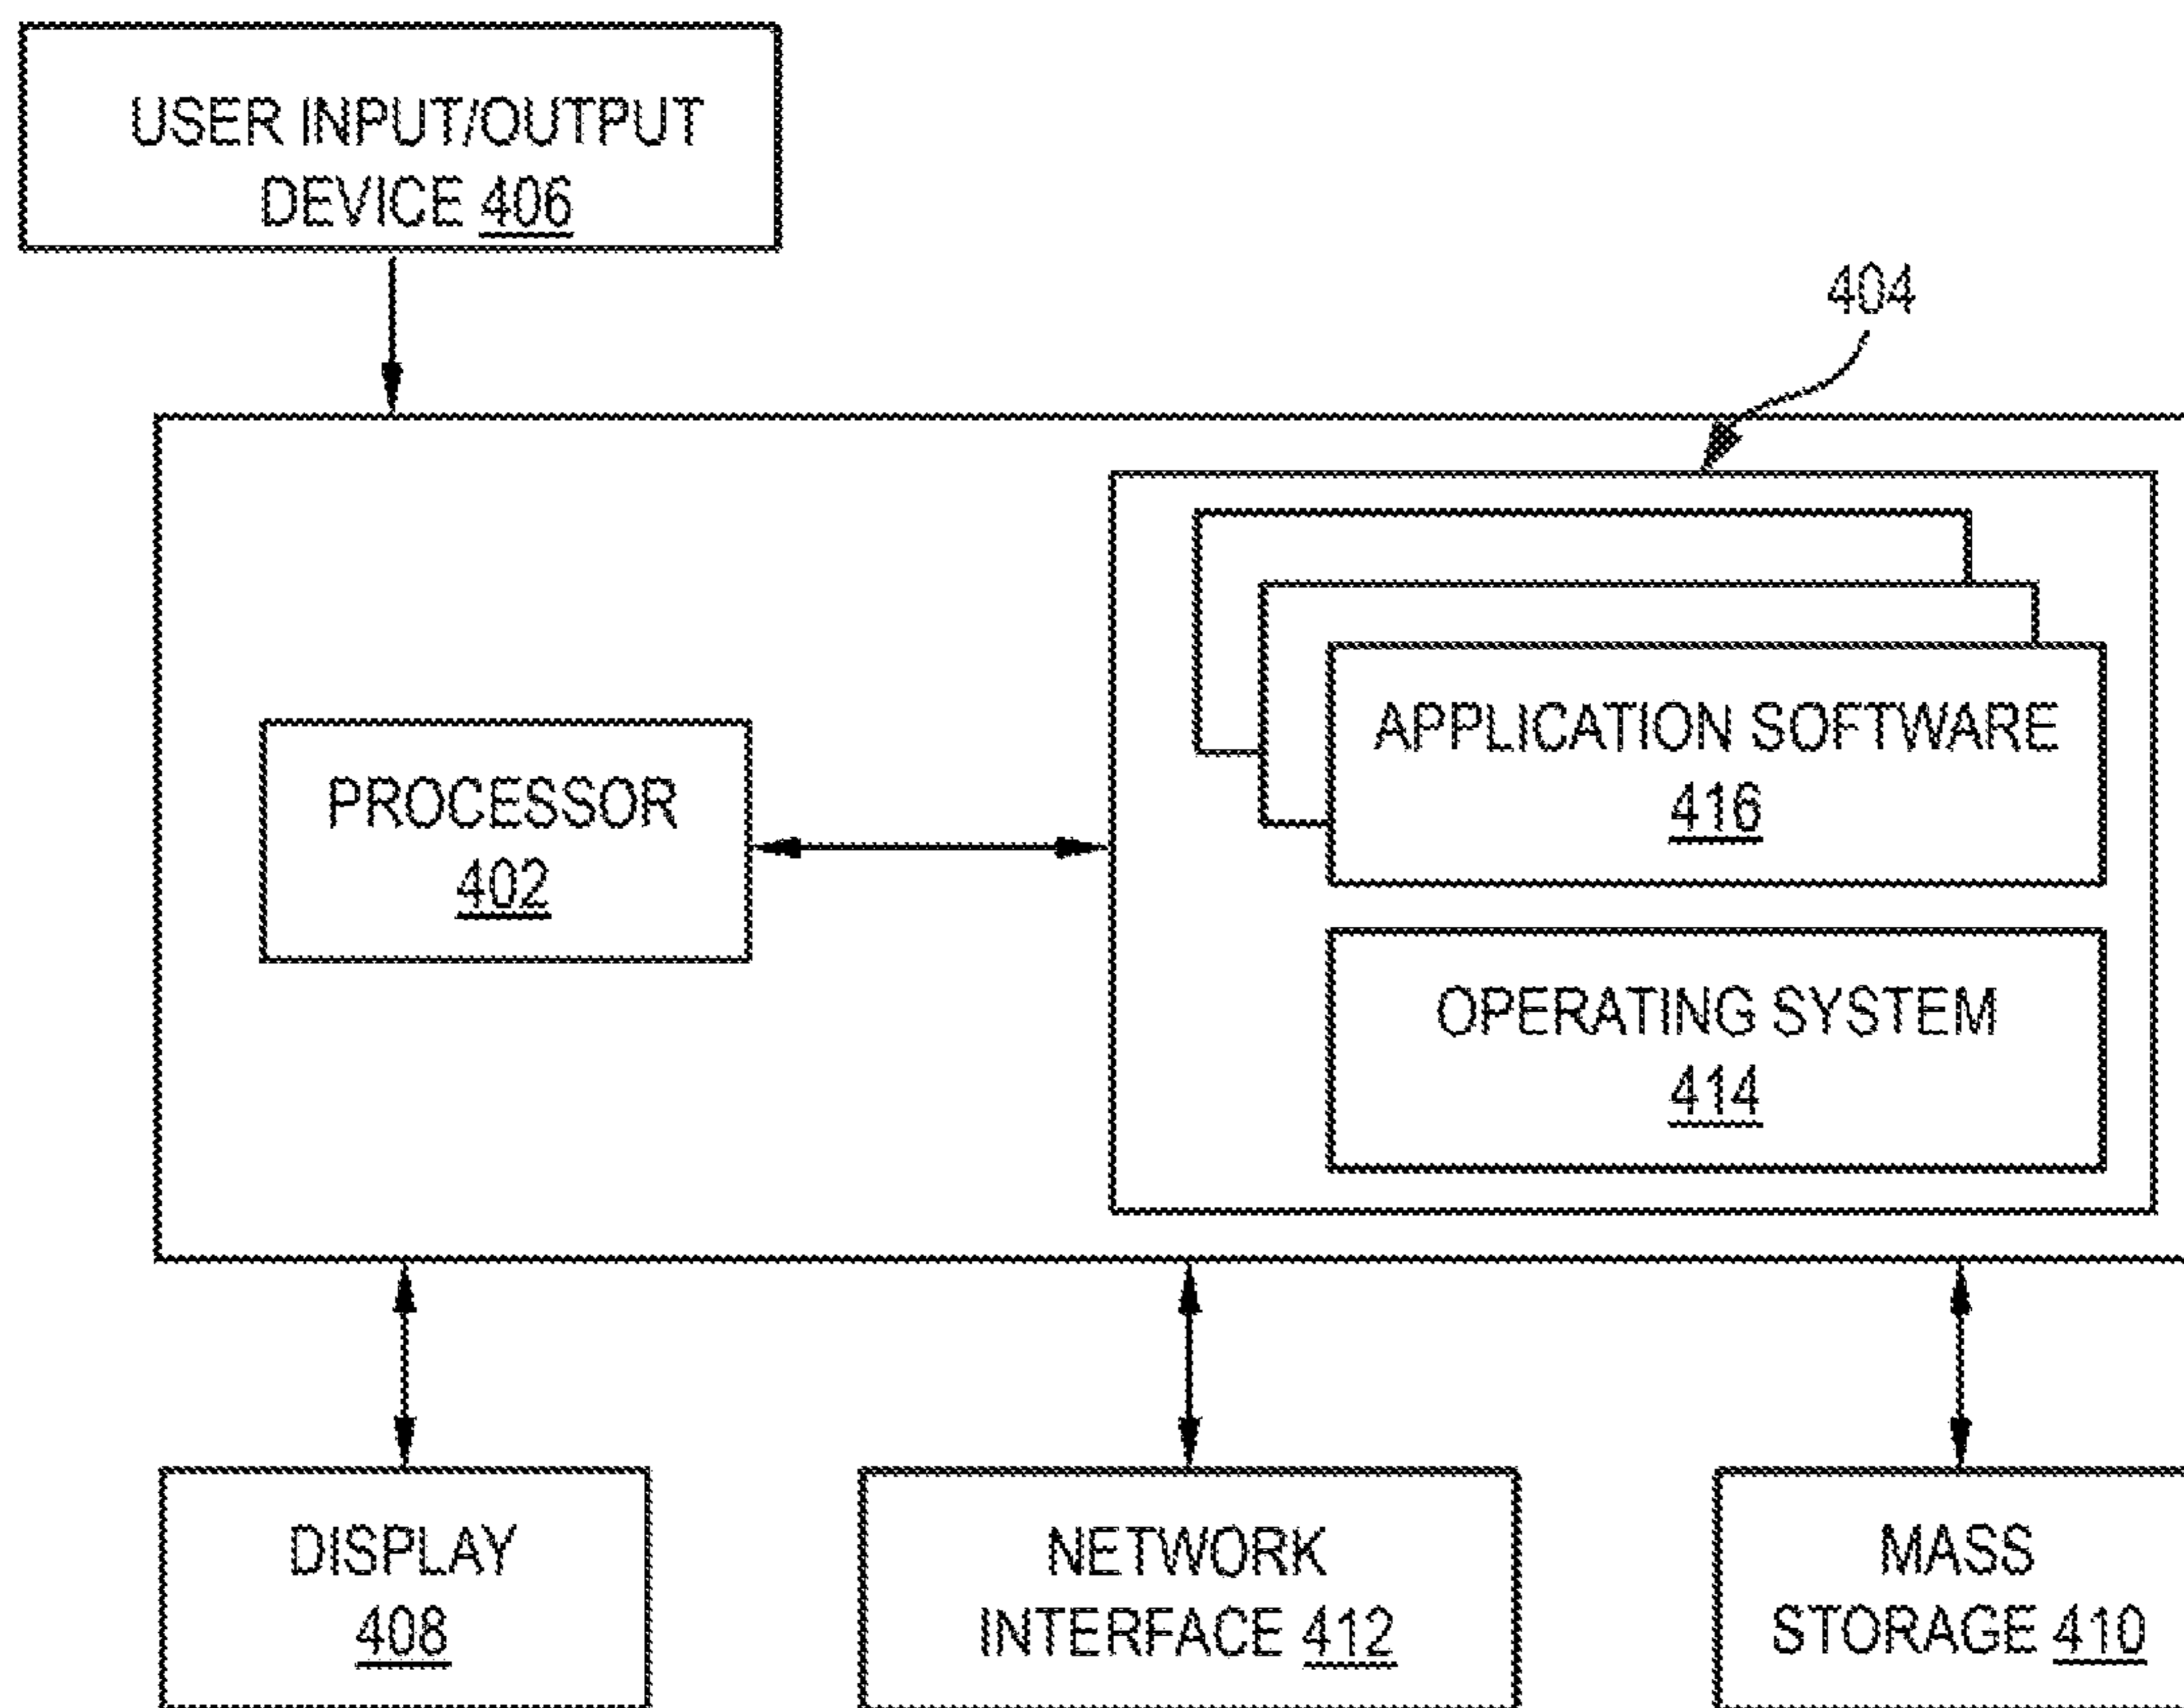 USER INPUT/OUTPUT
DEVICE 406
404
APPLICATION SOFTWARE
416
PROCESSOR
402
OPERATING SYSTEM
414
DISPLAY
408
NETWORK
INTERFACE 412
MASS
STORAGE 410